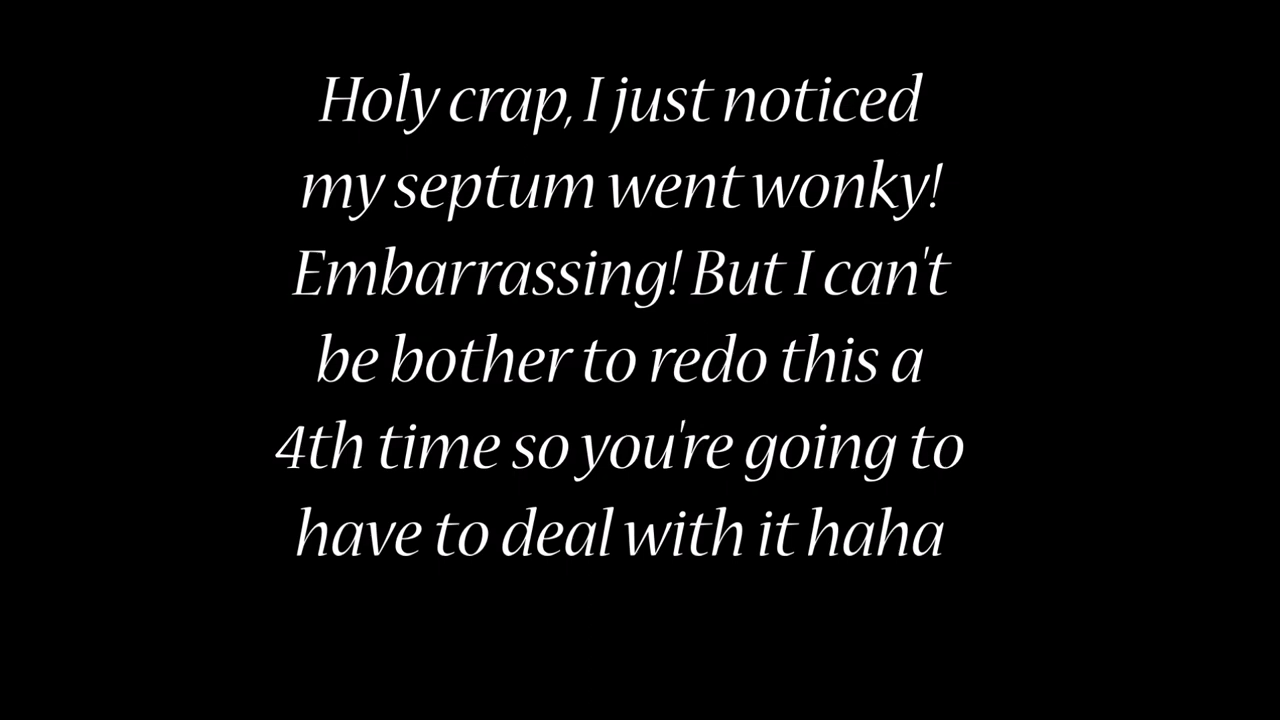 Holy crap, I just noticed
my septum went wonky!
Embarrassing! But I can't
be bother to redo this a
4th time so you're going to
have to deal with it haha